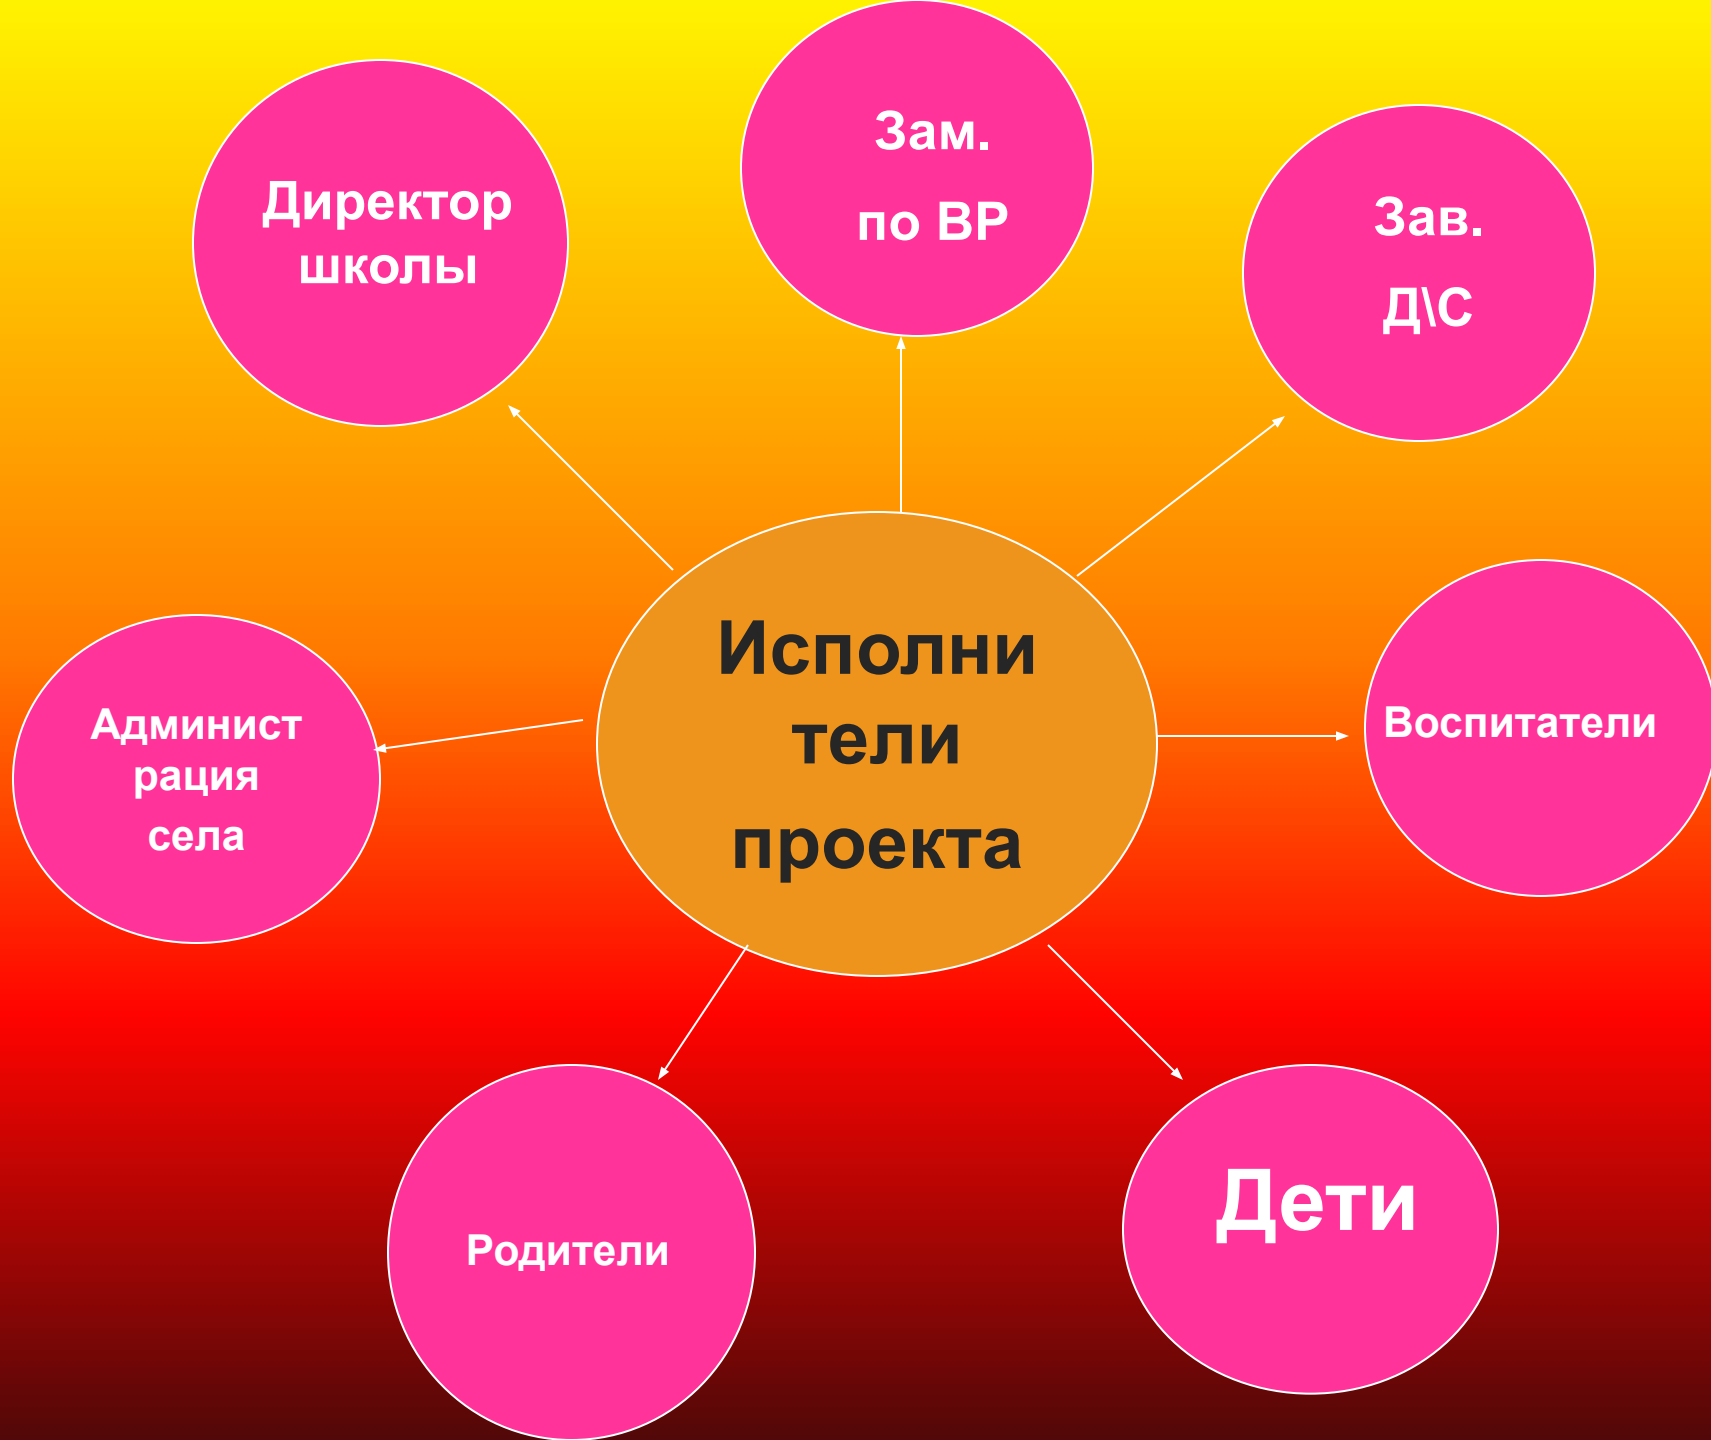 Директор
школы
Зам.
по ВР
Зав.
Д\С
Исполни
тели
проекта
Админист
рация
села
Воспитатели
Родители
Дети